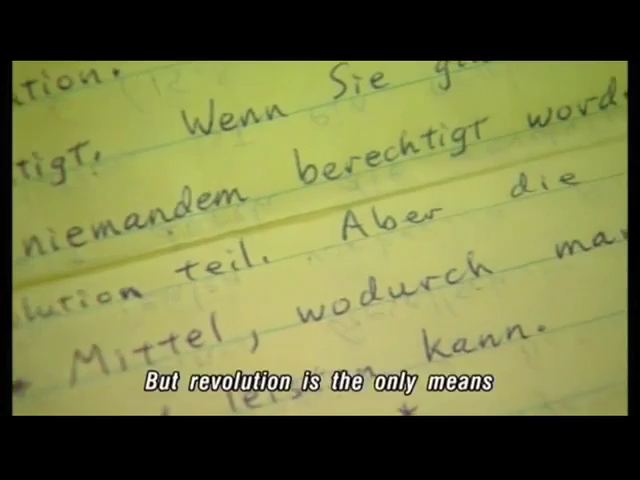 tion.
tigt. Wenn Sie
niemandem berechtigt word
lution teil. Aber die
Mittel, wodurch ma
leisten kann.
But revolution is the only means